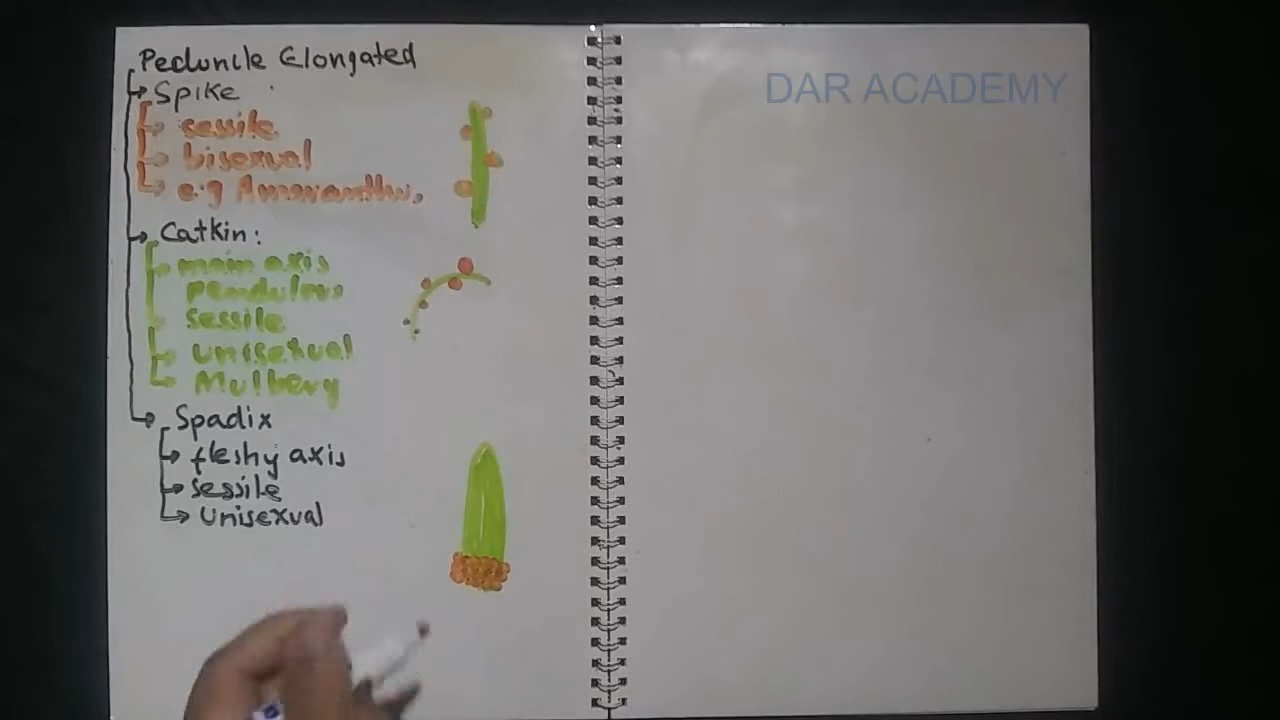 Peduncle Elongated
DAR ACADEMY
Spike
sessile
bisexual
e.g Amaranthus
Catkin:
main axis
pendulous
sessile
unisexual
Mulbery
Spadix
fleshy axis
sessile
Unisexual